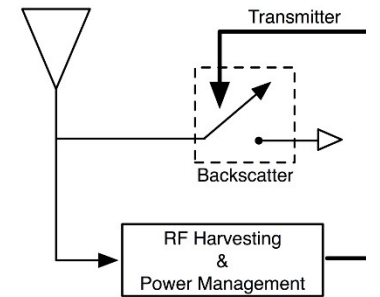 Transmitter
Backscatter
RF Harvesting
&
Power Management